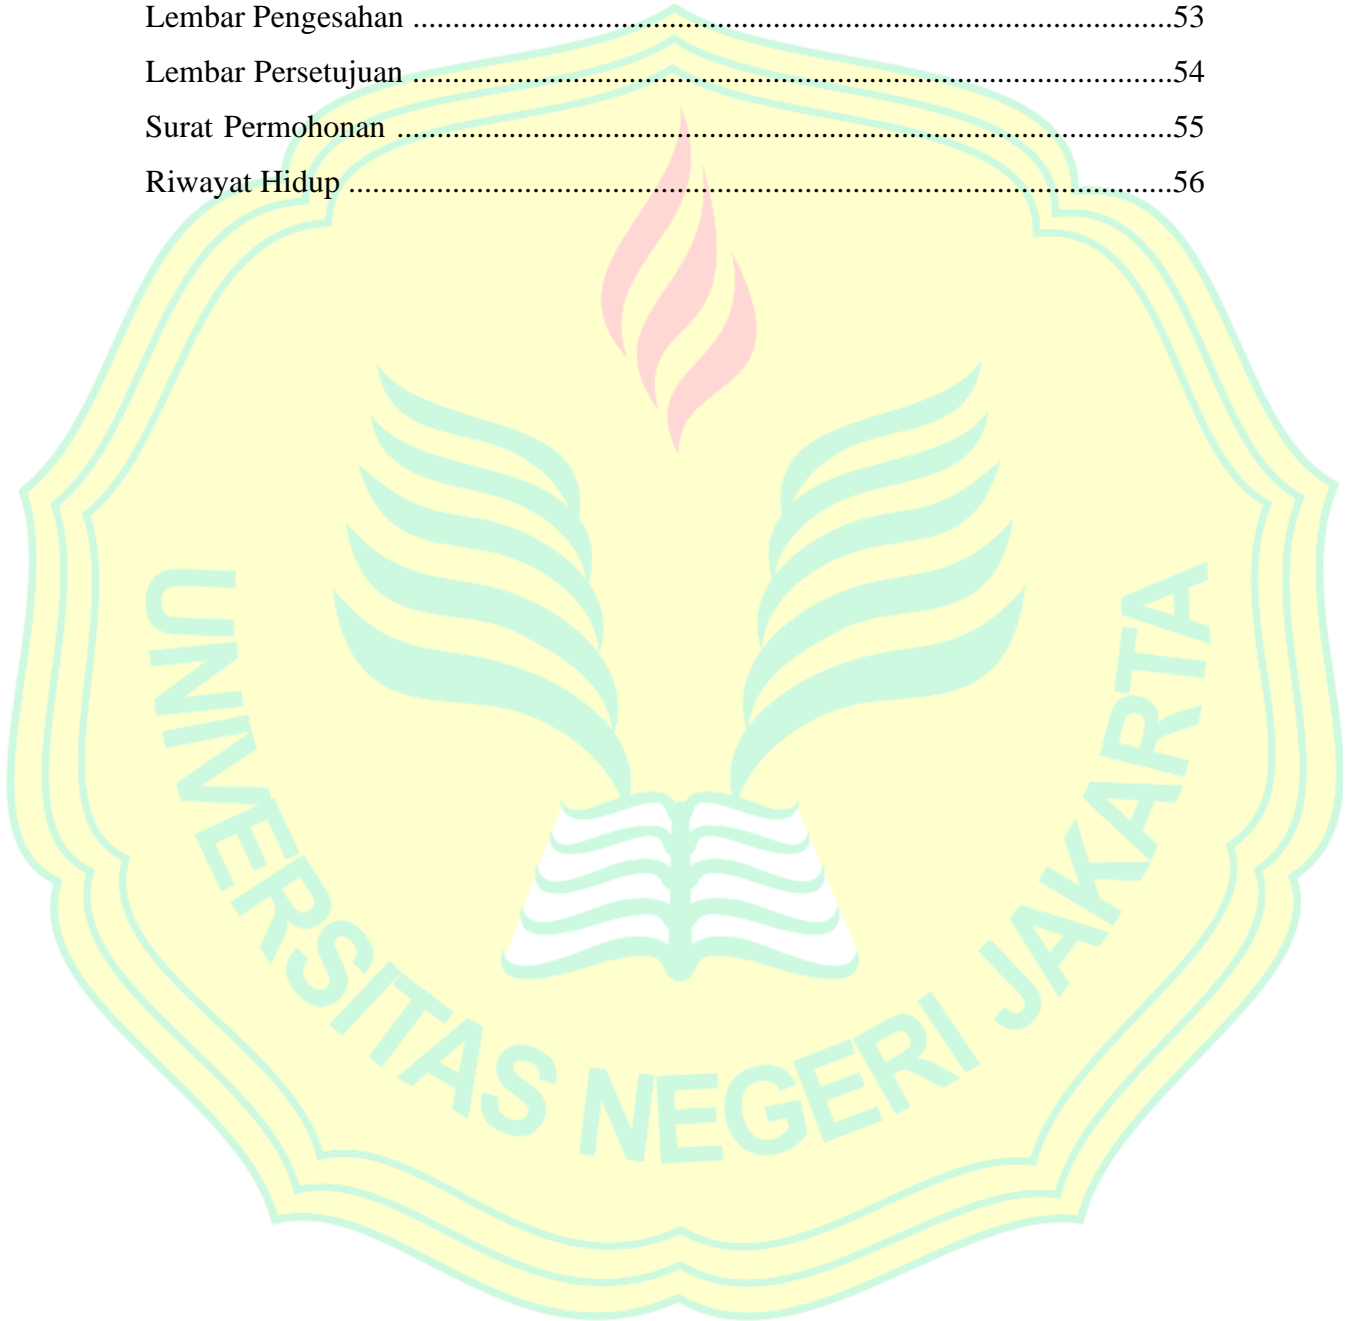 Lembar Pengesahan ...............................................................................................53
Lembar Persetujuan ...............................................................................................54
Surat Permohonan .................................................................................................55
Riwayat Hidup .......................................................................................................56
UNIVERSITAS NEGERI JAKARTA